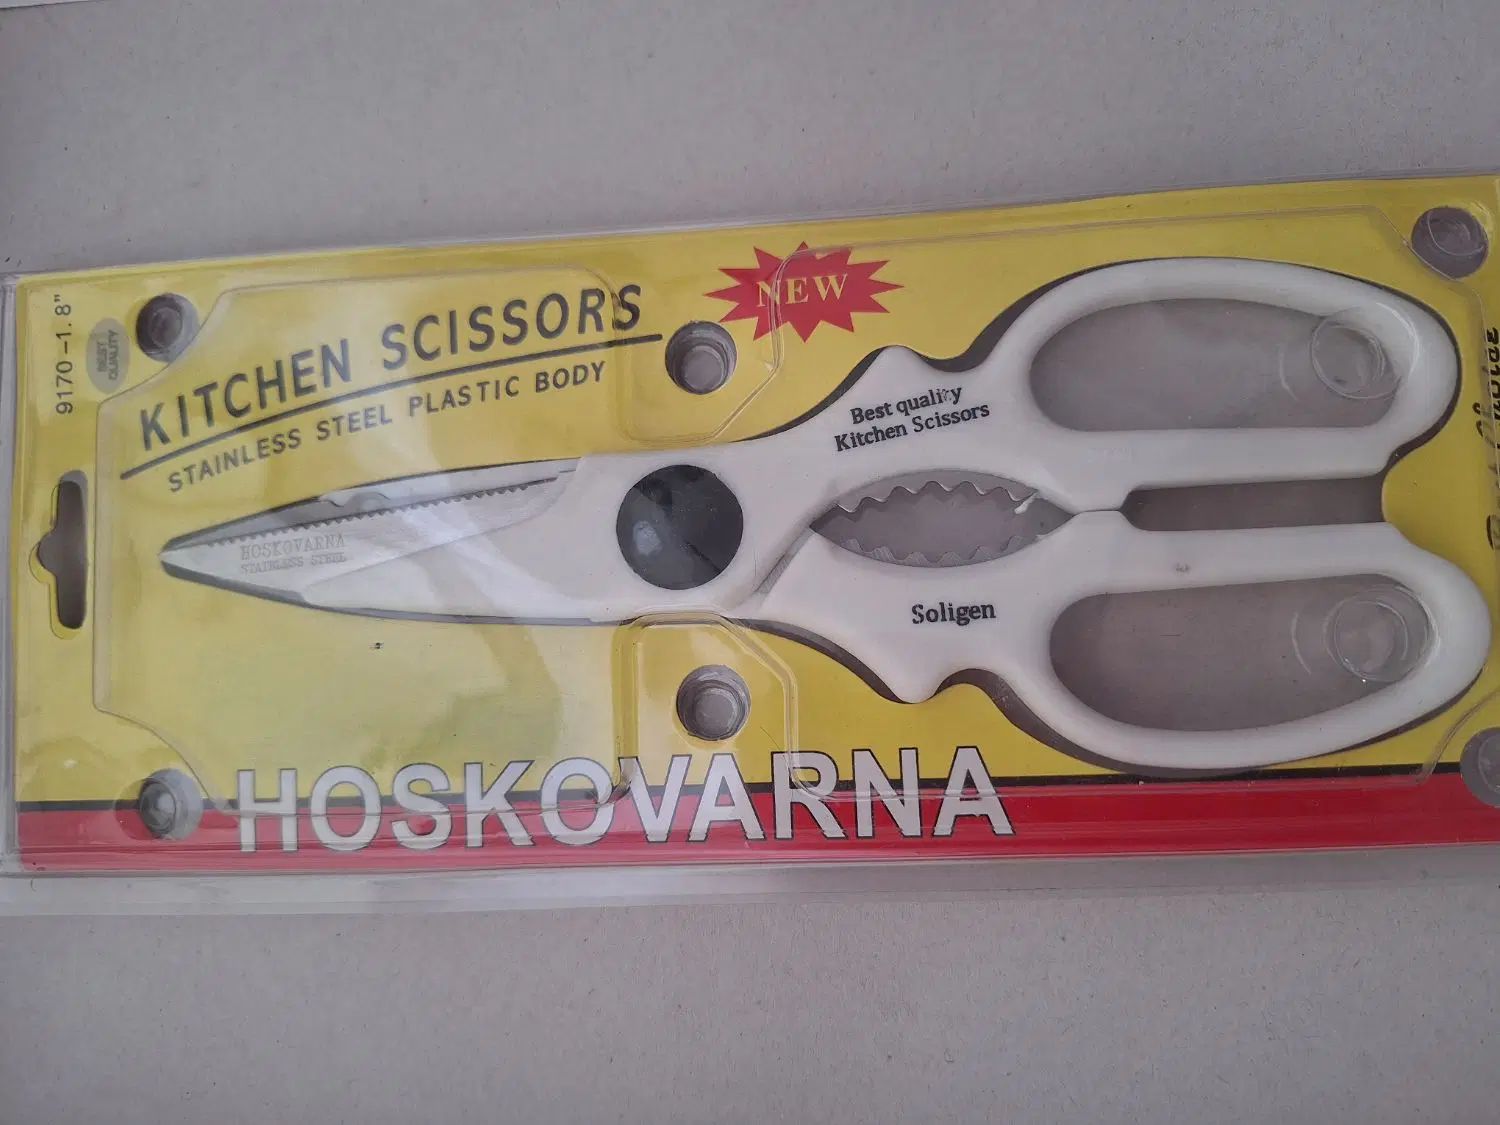 9170-1. 8"
BEST
QUALITY
KITCHEN SCISSORS
STAINLESS STEEL PLASTIC BODY
NEW
Best quality
Kitchen Scissors
HOSKOVARNA
STAINLESS STEEL
Soligen
HOSKOVARNA